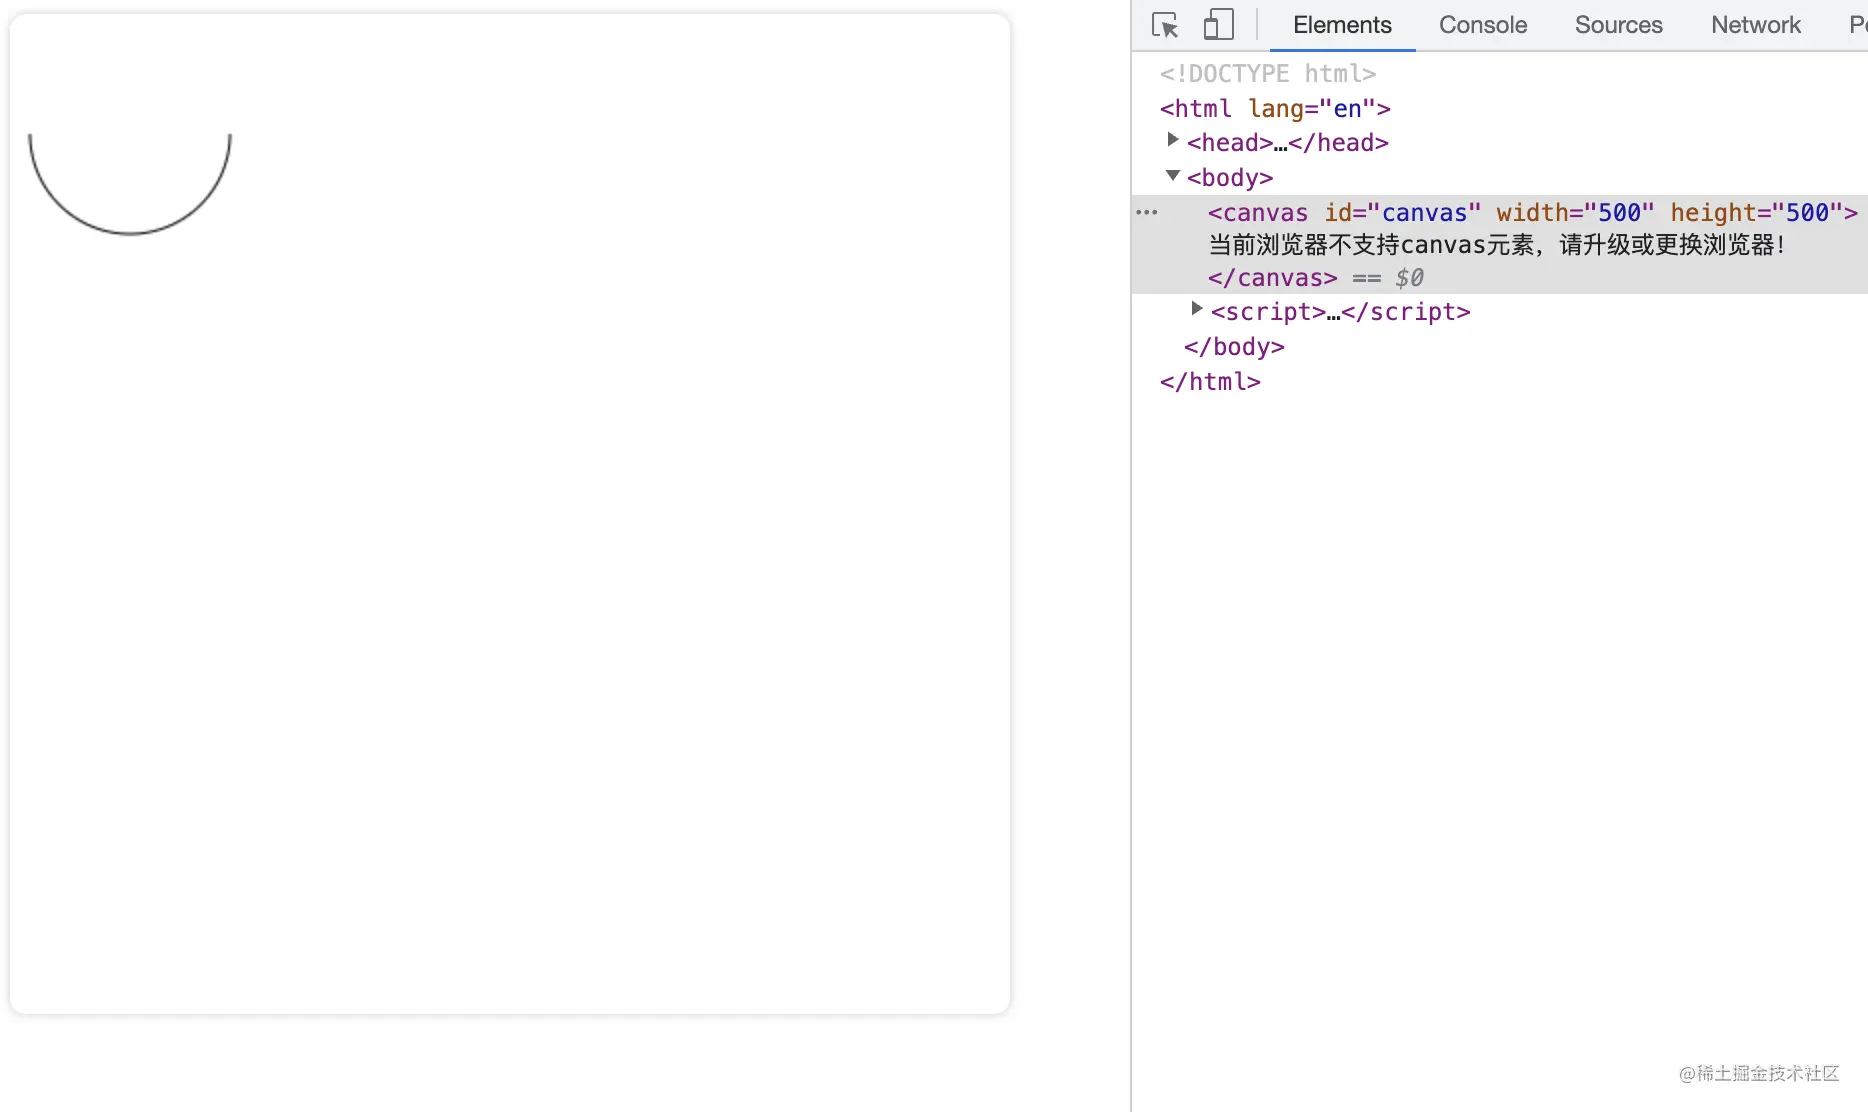 Elements Console Sources Network Pe
<!DOCTYPE html>
<html lang="en">
<head>…</head>
<body>
<canvas id="canvas" width="500" height="500">
当前浏览器不支持canvas元素，请升级或更换浏览器！
</canvas> == $0
<script>…</script>
</body>
</html>
@稀土掘金技术社区